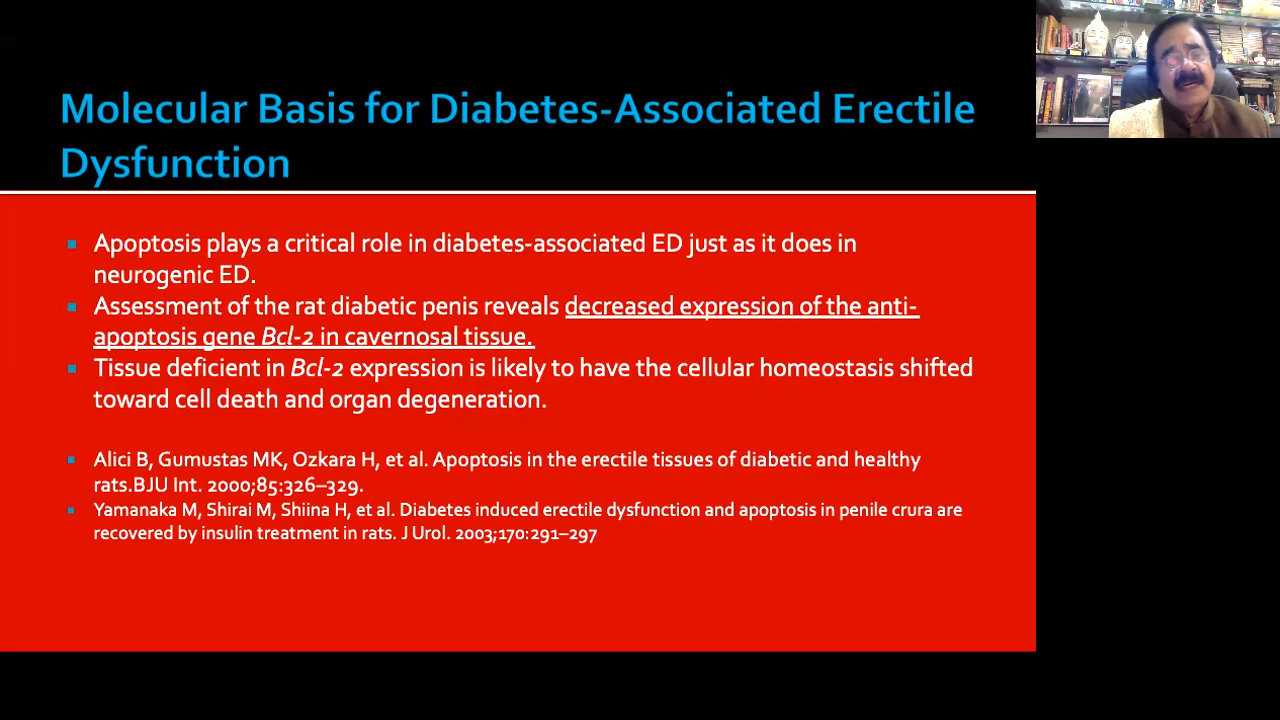 Molecular Basis for Diabetes-Associated Erectile
Dysfunction
Apoptosis plays a critical role in diabetes-associated ED just as it does in
neurogenic ED.
Assessment of the rat diabetic penis reveals decreased expression of the anti-
apoptosis gene Bcl-2 in cavernosal tissue.
Tissue deficient in Bcl-2 expression is likely to have the cellular homeostasis shifted
toward cell death and organ degeneration.
Alici B, Gumustas MK, Ozkara H, et al. Apoptosis in the erectile tissues of diabetic and healthy
rats.BJU Int. 2000;85:326–329.
Yamanaka M, Shirai M, Shiina H, et al. Diabetes induced erectile dysfunction and apoptosis in penile crura are
recovered by insulin treatment in rats. J Urol. 2003;170:291–297